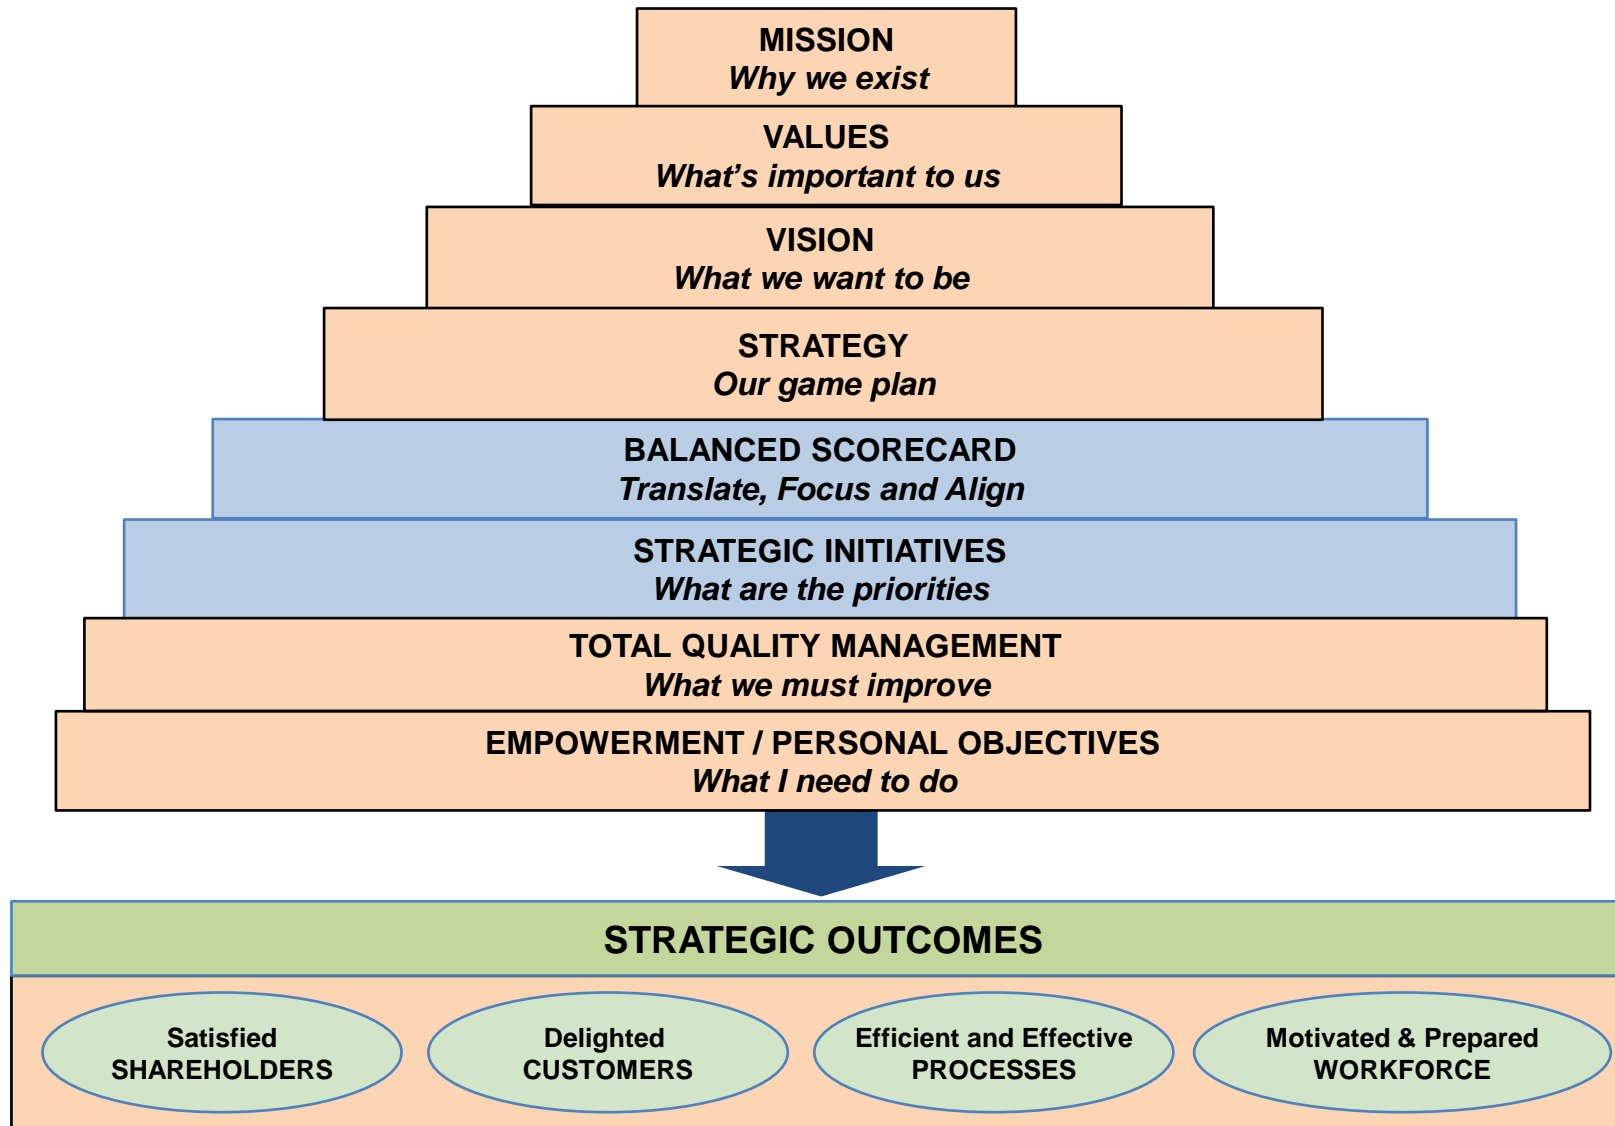 MISSION
Why we exist
VALUES
What’s important to us
VISION
What we want to be
STRATEGY
Our game plan
BALANCED SCORECARD
Translate, Focus and Align
STRATEGIC INITIATIVES
What are the priorities
TOTAL QUALITY MANAGEMENT
What we must improve
EMPOWERMENT / PERSONAL OBJECTIVES
What I need to do
STRATEGIC OUTCOMES
Satisfied
SHAREHOLDERS
Delighted
CUSTOMERS
Efficient and Effective
PROCESSES
Motivated & Prepared
WORKFORCE